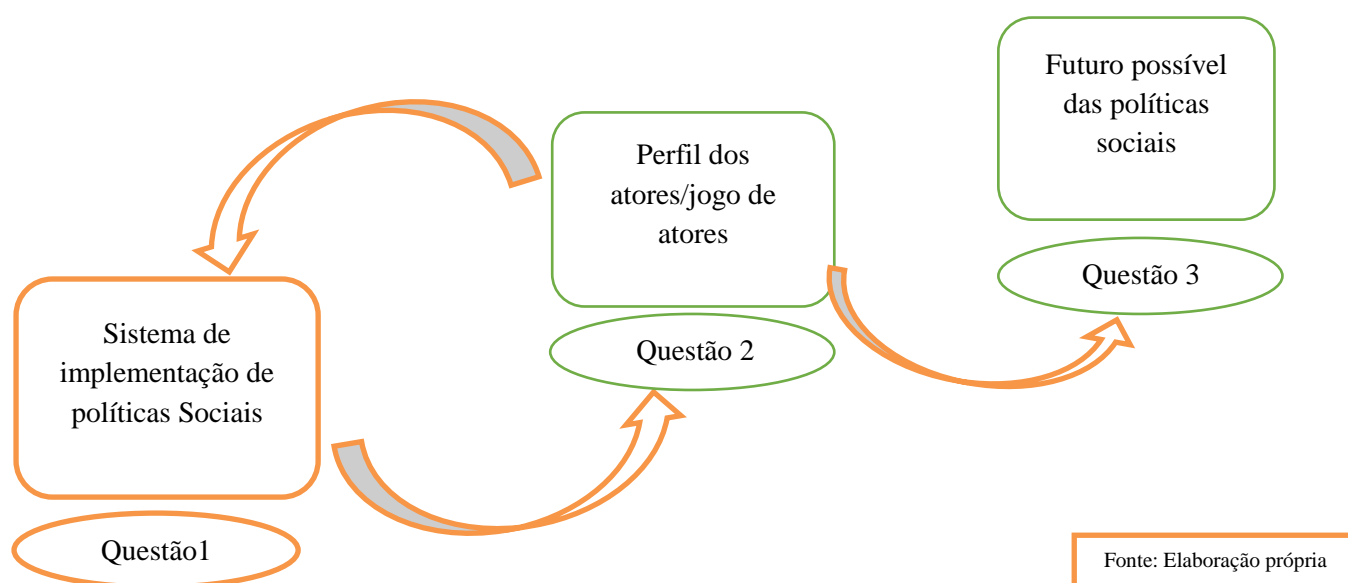 Futuro possível
das políticas
sociais
Questão 3
Perfil dos
atores/jogo de
atores
Questão 2
Sistema de
implementação de
políticas Sociais
Questão1
Fonte: Elaboração própria